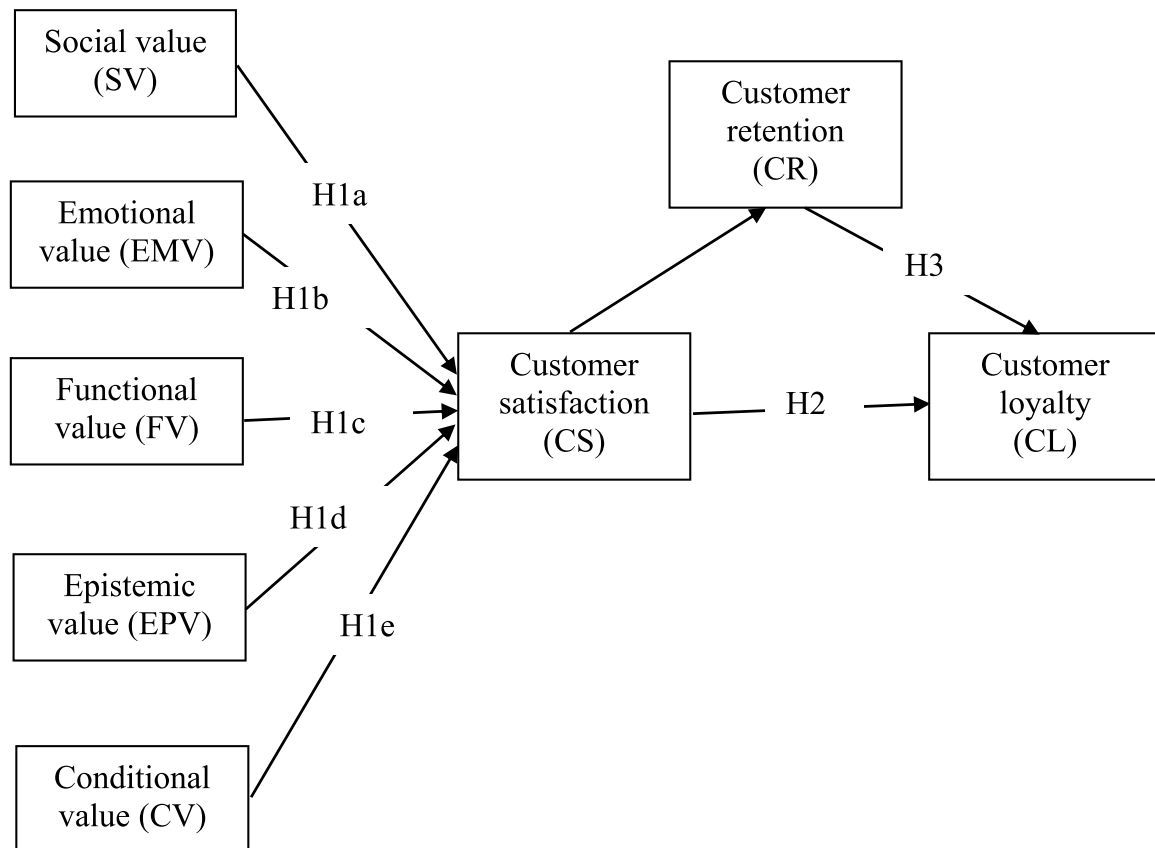 Social value
(SV)
Customer
retention
(CR)
H1a
Emotional
value (EMV)
H3
H1b
Customer
satisfaction
(CS)
Customer
loyalty
(CL)
Functional
value (FV)
H1c
H2
H1d
Epistemic
value (EPV)
H1e
Conditional
value (CV)